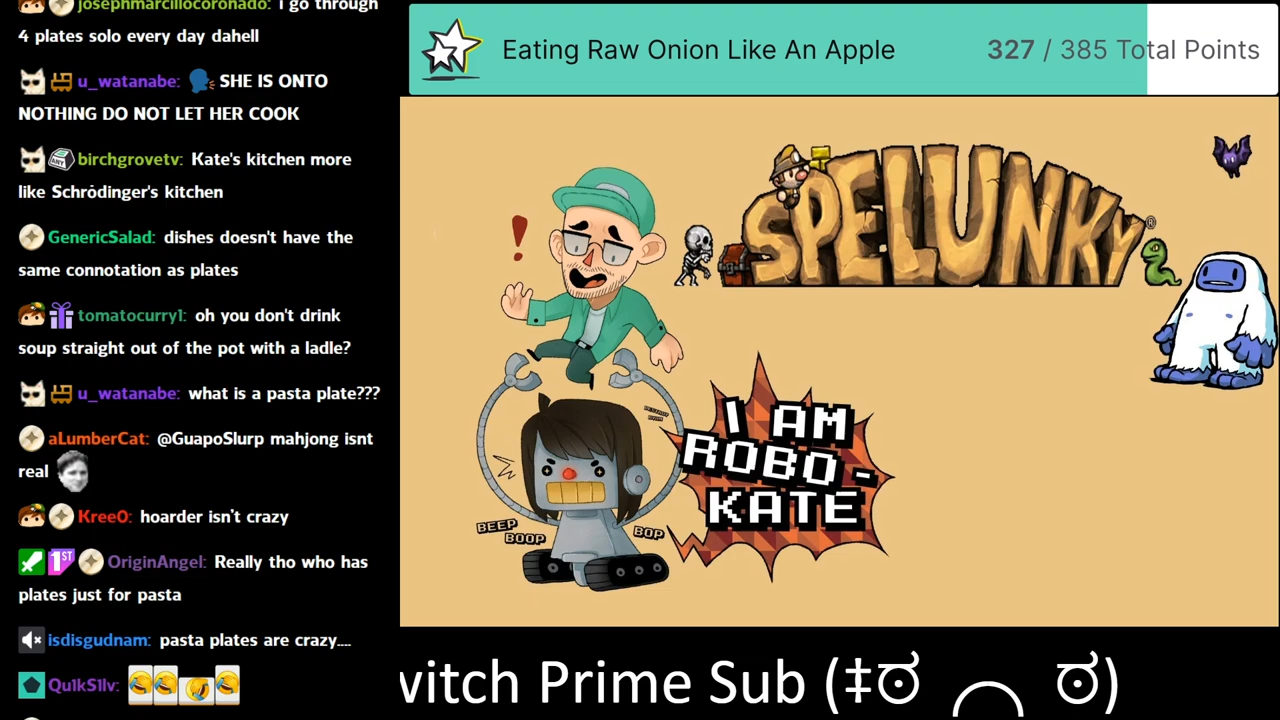 josephmarcillocoronado: i go through
4 plates solo every day dahell
u_watanabe: SHE IS ONTO
NOTHING DO NOT LET HER COOK
birchgrovetv: Kate's kitchen more
like Schrödinger's kitchen
GenericSalad: dishes doesn't have the
same connotation as plates
tomatocurry1: oh you don't drink
soup straight out of the pot with a ladle?
u_watanabe: what is a pasta plate???
aLumberCat: @GuapoSlurp mahjong isnt
real
KreeO: hoarder isn't crazy
1ST OriginAngel: Really tho who has
plates just for pasta
isdisgudnam: pasta plates are crazy....
Qu1kS1lv:
Eating Raw Onion Like An Apple 327 / 385 Total Points
SPELUNKY®
!
I AM
ROBO-
KATE
BEEP
BOOP
BOP
vitch Prime Sub (‡ಠ ⁔ ಠ)